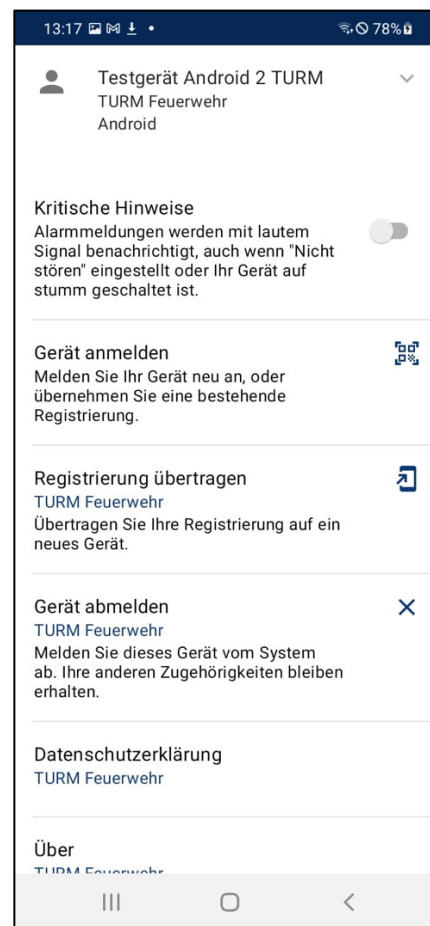 13:17 78%
Testgerät Android 2 TURM
TURM Feuerwehr
Android
Kritische Hinweise
Alarmmeldungen werden mit lautem
Signal benachrichtigt, auch wenn "Nicht
stören" eingestellt oder Ihr Gerät auf
stumm geschaltet ist.
Gerät anmelden
Melden Sie Ihr Gerät neu an, oder
übernehmen Sie eine bestehende
Registrierung.
Registrierung übertragen
TURM Feuerwehr
Übertragen Sie Ihre Registrierung auf ein
neues Gerät.
Gerät abmelden
TURM Feuerwehr
Melden Sie dieses Gerät vom System
ab. Ihre anderen Zugehörigkeiten bleiben
erhalten.
Datenschutzerklärung
TURM Feuerwehr
Über
TURM Feuerwehr